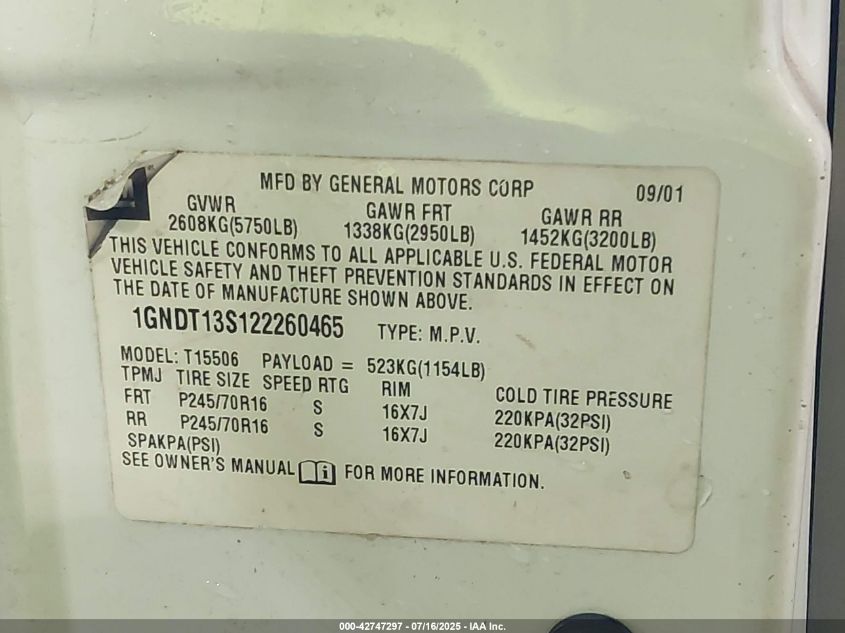 MFD BY GENERAL MOTORS CORP 09/01
GVWR GAWR FRT GAWR RR
2608KG(5750LB) 1338KG(2950LB) 1452KG(3200LB)
THIS VEHICLE CONFORMS TO ALL APPLICABLE U.S. FEDERAL MOTOR
VEHICLE SAFETY AND THEFT PREVENTION STANDARDS IN EFFECT ON
THE DATE OF MANUFACTURE SHOWN ABOVE.
1GNDT13S122260465 TYPE: M.P.V.
MODEL: T15506 PAYLOAD = 523KG(1154LB)
TPMJ TIRE SIZE SPEED RTG RIM COLD TIRE PRESSURE
FRT P245/70R16 S 16X7J 220KPA(32PSI)
RR P245/70R16 S 16X7J 220KPA(32PSI)
SPAKPA(PSI)
SEE OWNER'S MANUAL i FOR MORE INFORMATION.
000-42747297 - 07/16/2025 - IAA Inc.